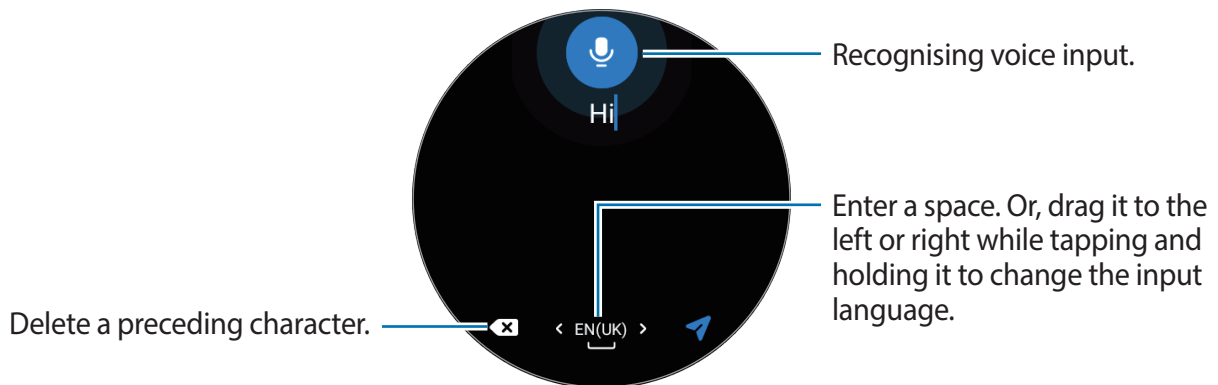 Recognising voice input.
Hi
Enter a space. Or, drag it to the
left or right while tapping and
holding it to change the input
language.
Delete a preceding character.
< EN(UK) >